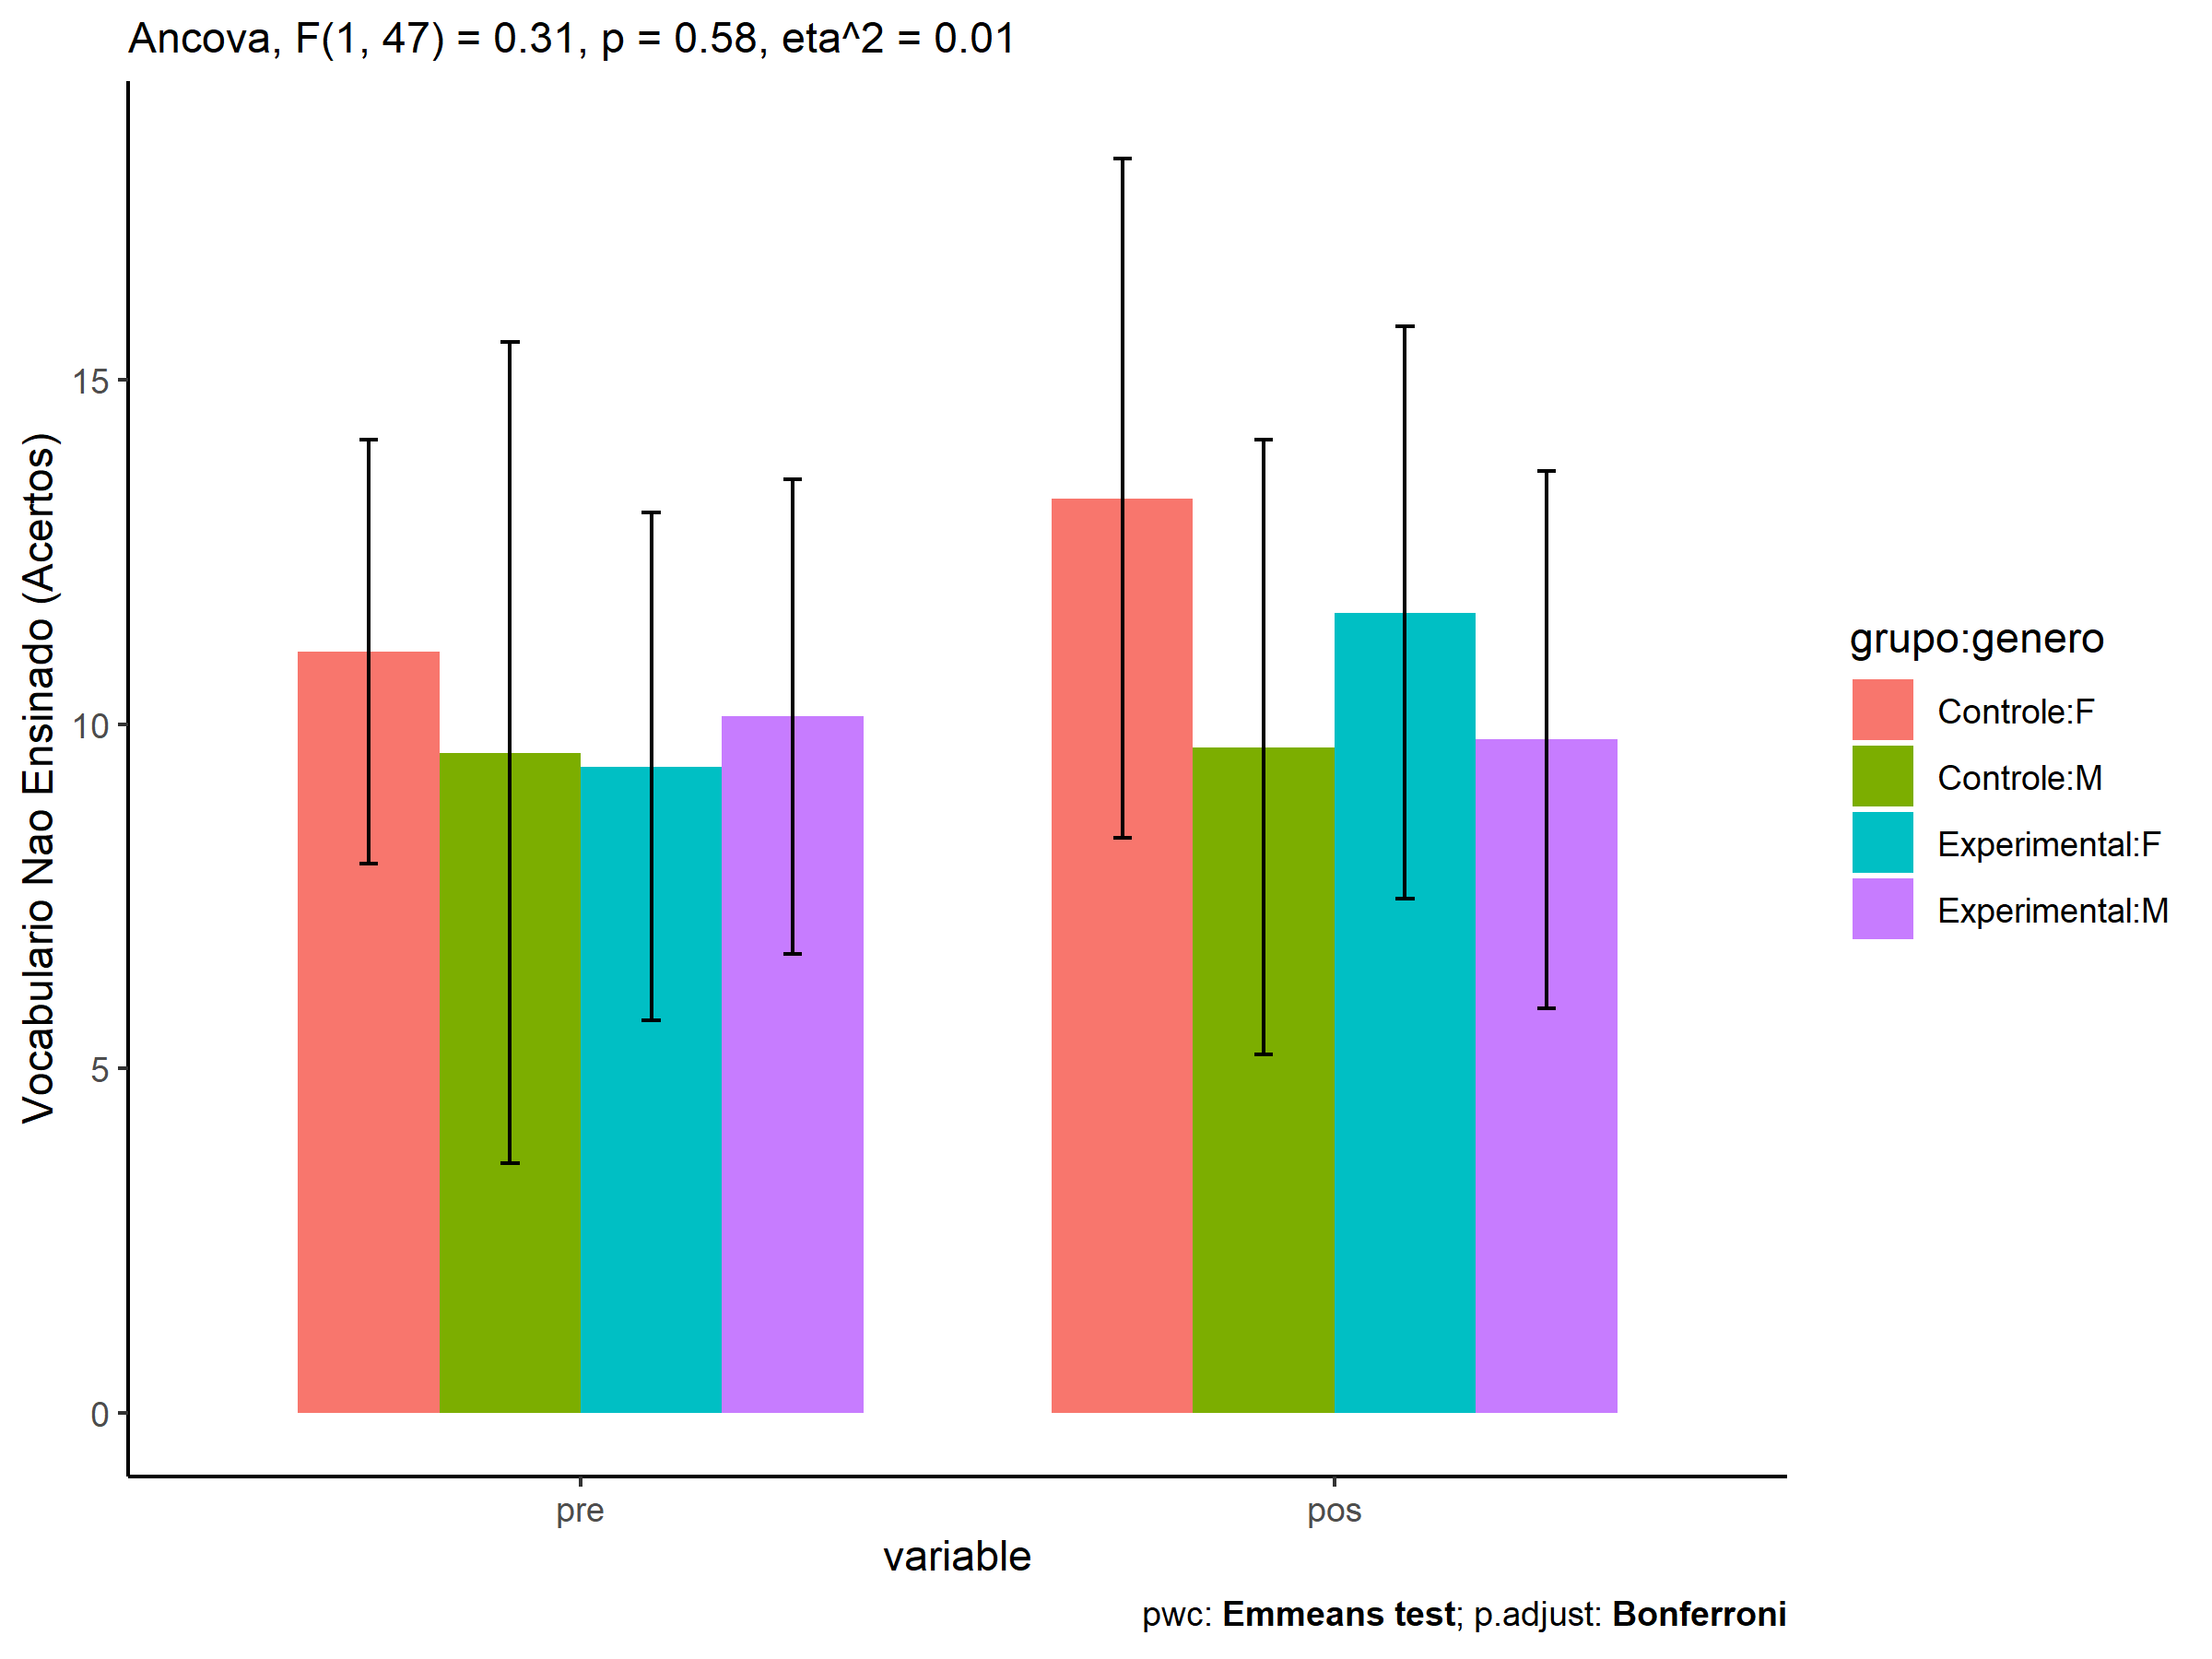 Ancova, F(1, 47) = 0.31, p = 0.58, eta^2 = 0.01
Vocabulario Nao Ensinado (Acertos)
15
10
5
0
pre
pos
variable
grupo:genero
Controle:F
Controle:M
Experimental:F
Experimental:M
pwc: Emmeans test; p.adjust: Bonferroni